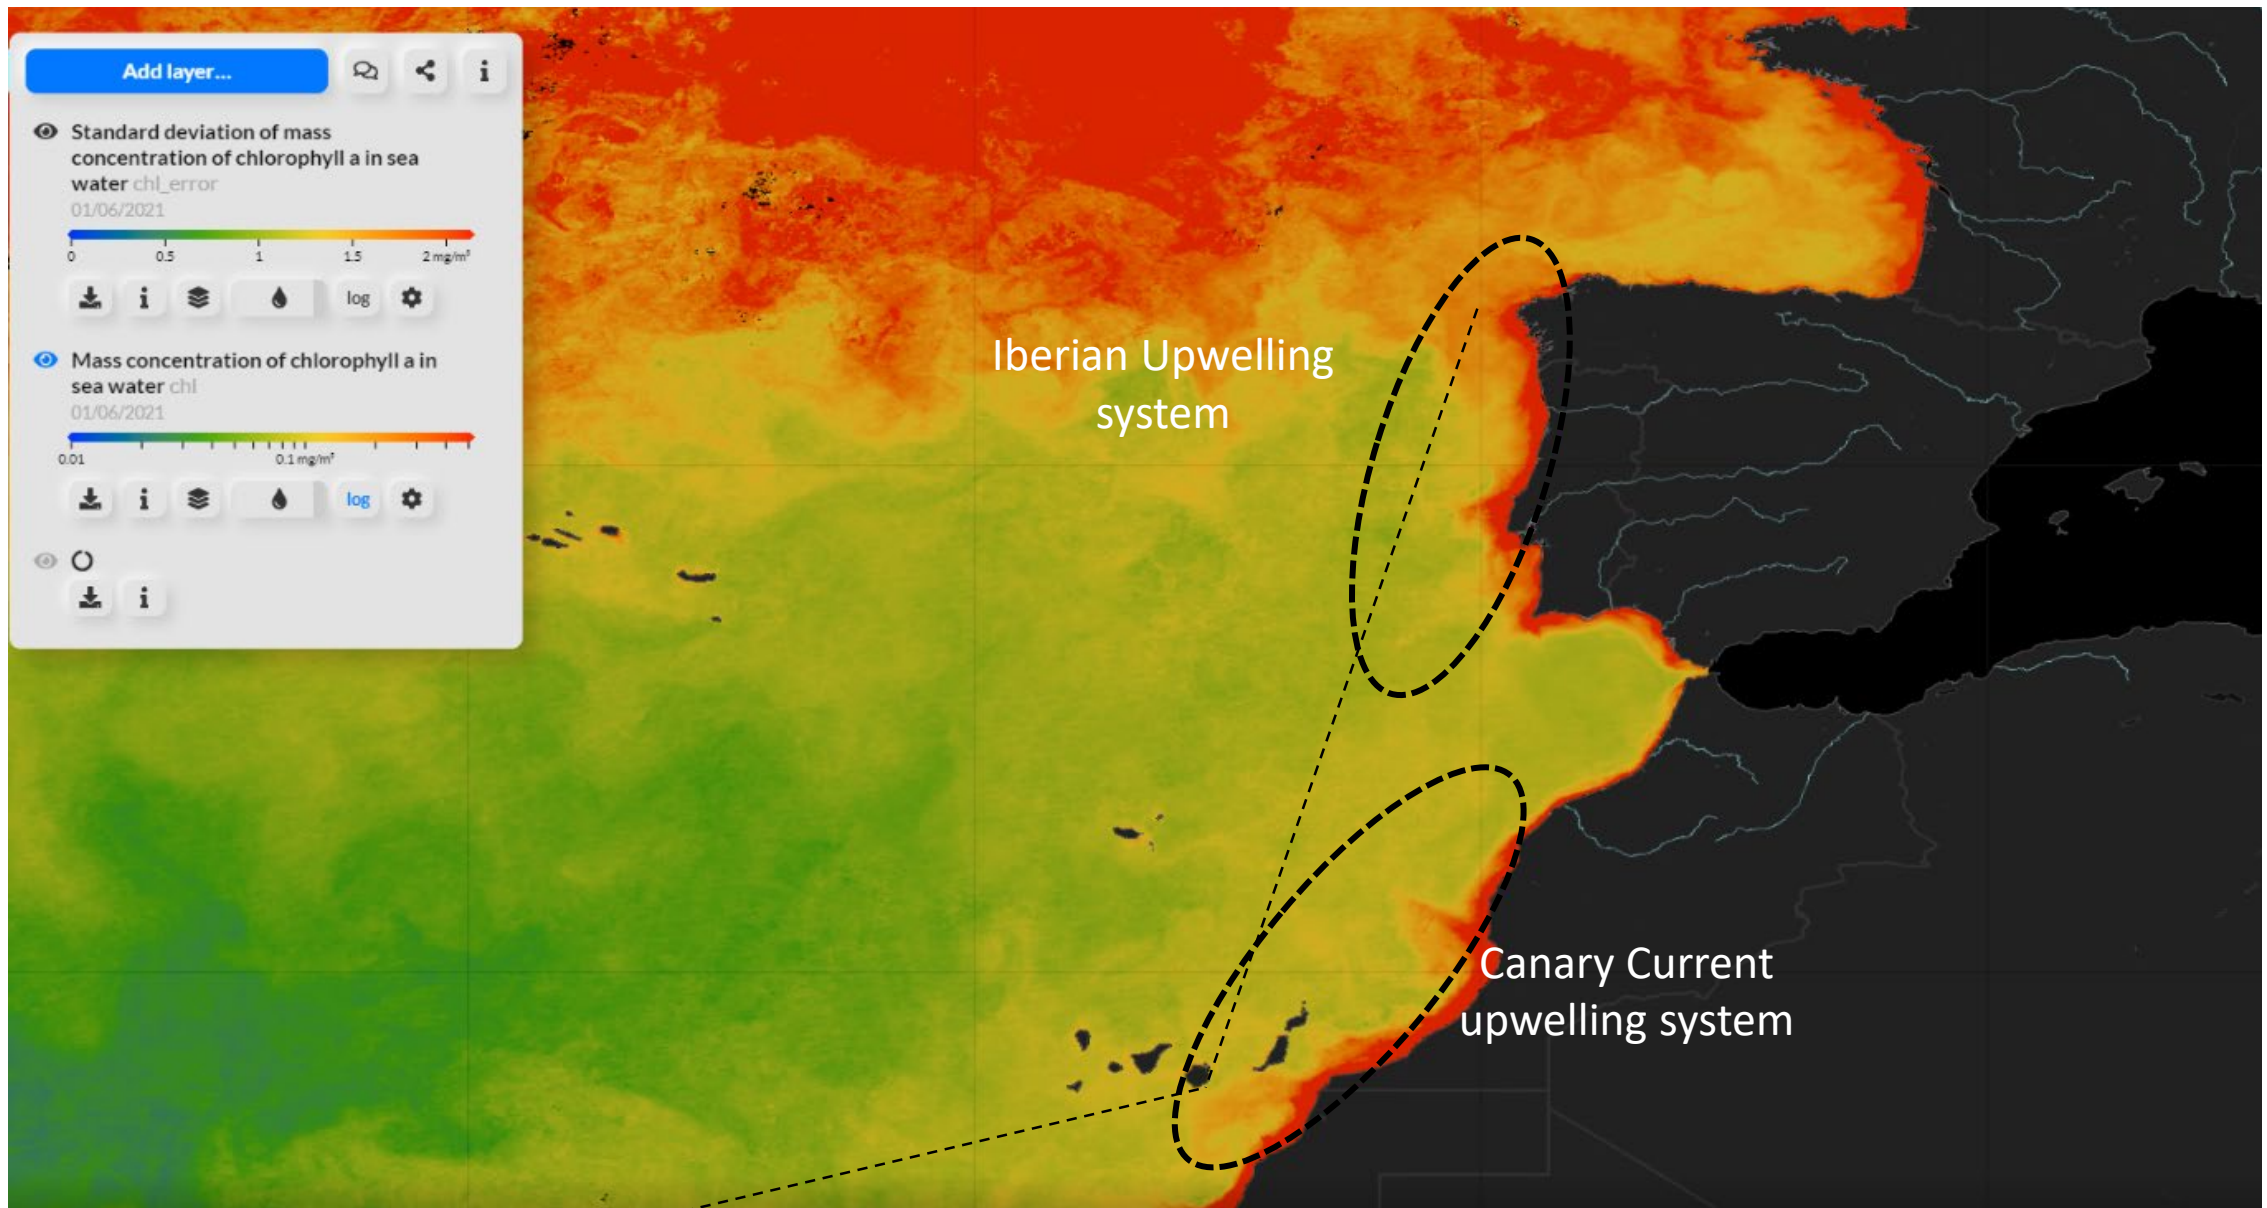 Add layer...
Standard deviation of mass
concentration of chlorophyll a in sea
water chl_error
01/06/2021
0 0.5 1 1.5 2 mg/m³
log
Mass concentration of chlorophyll a in
sea water chl
01/06/2021
0.01 0.1 mg/m³
log
Iberian Upwelling
system
Canary Current
upwelling system